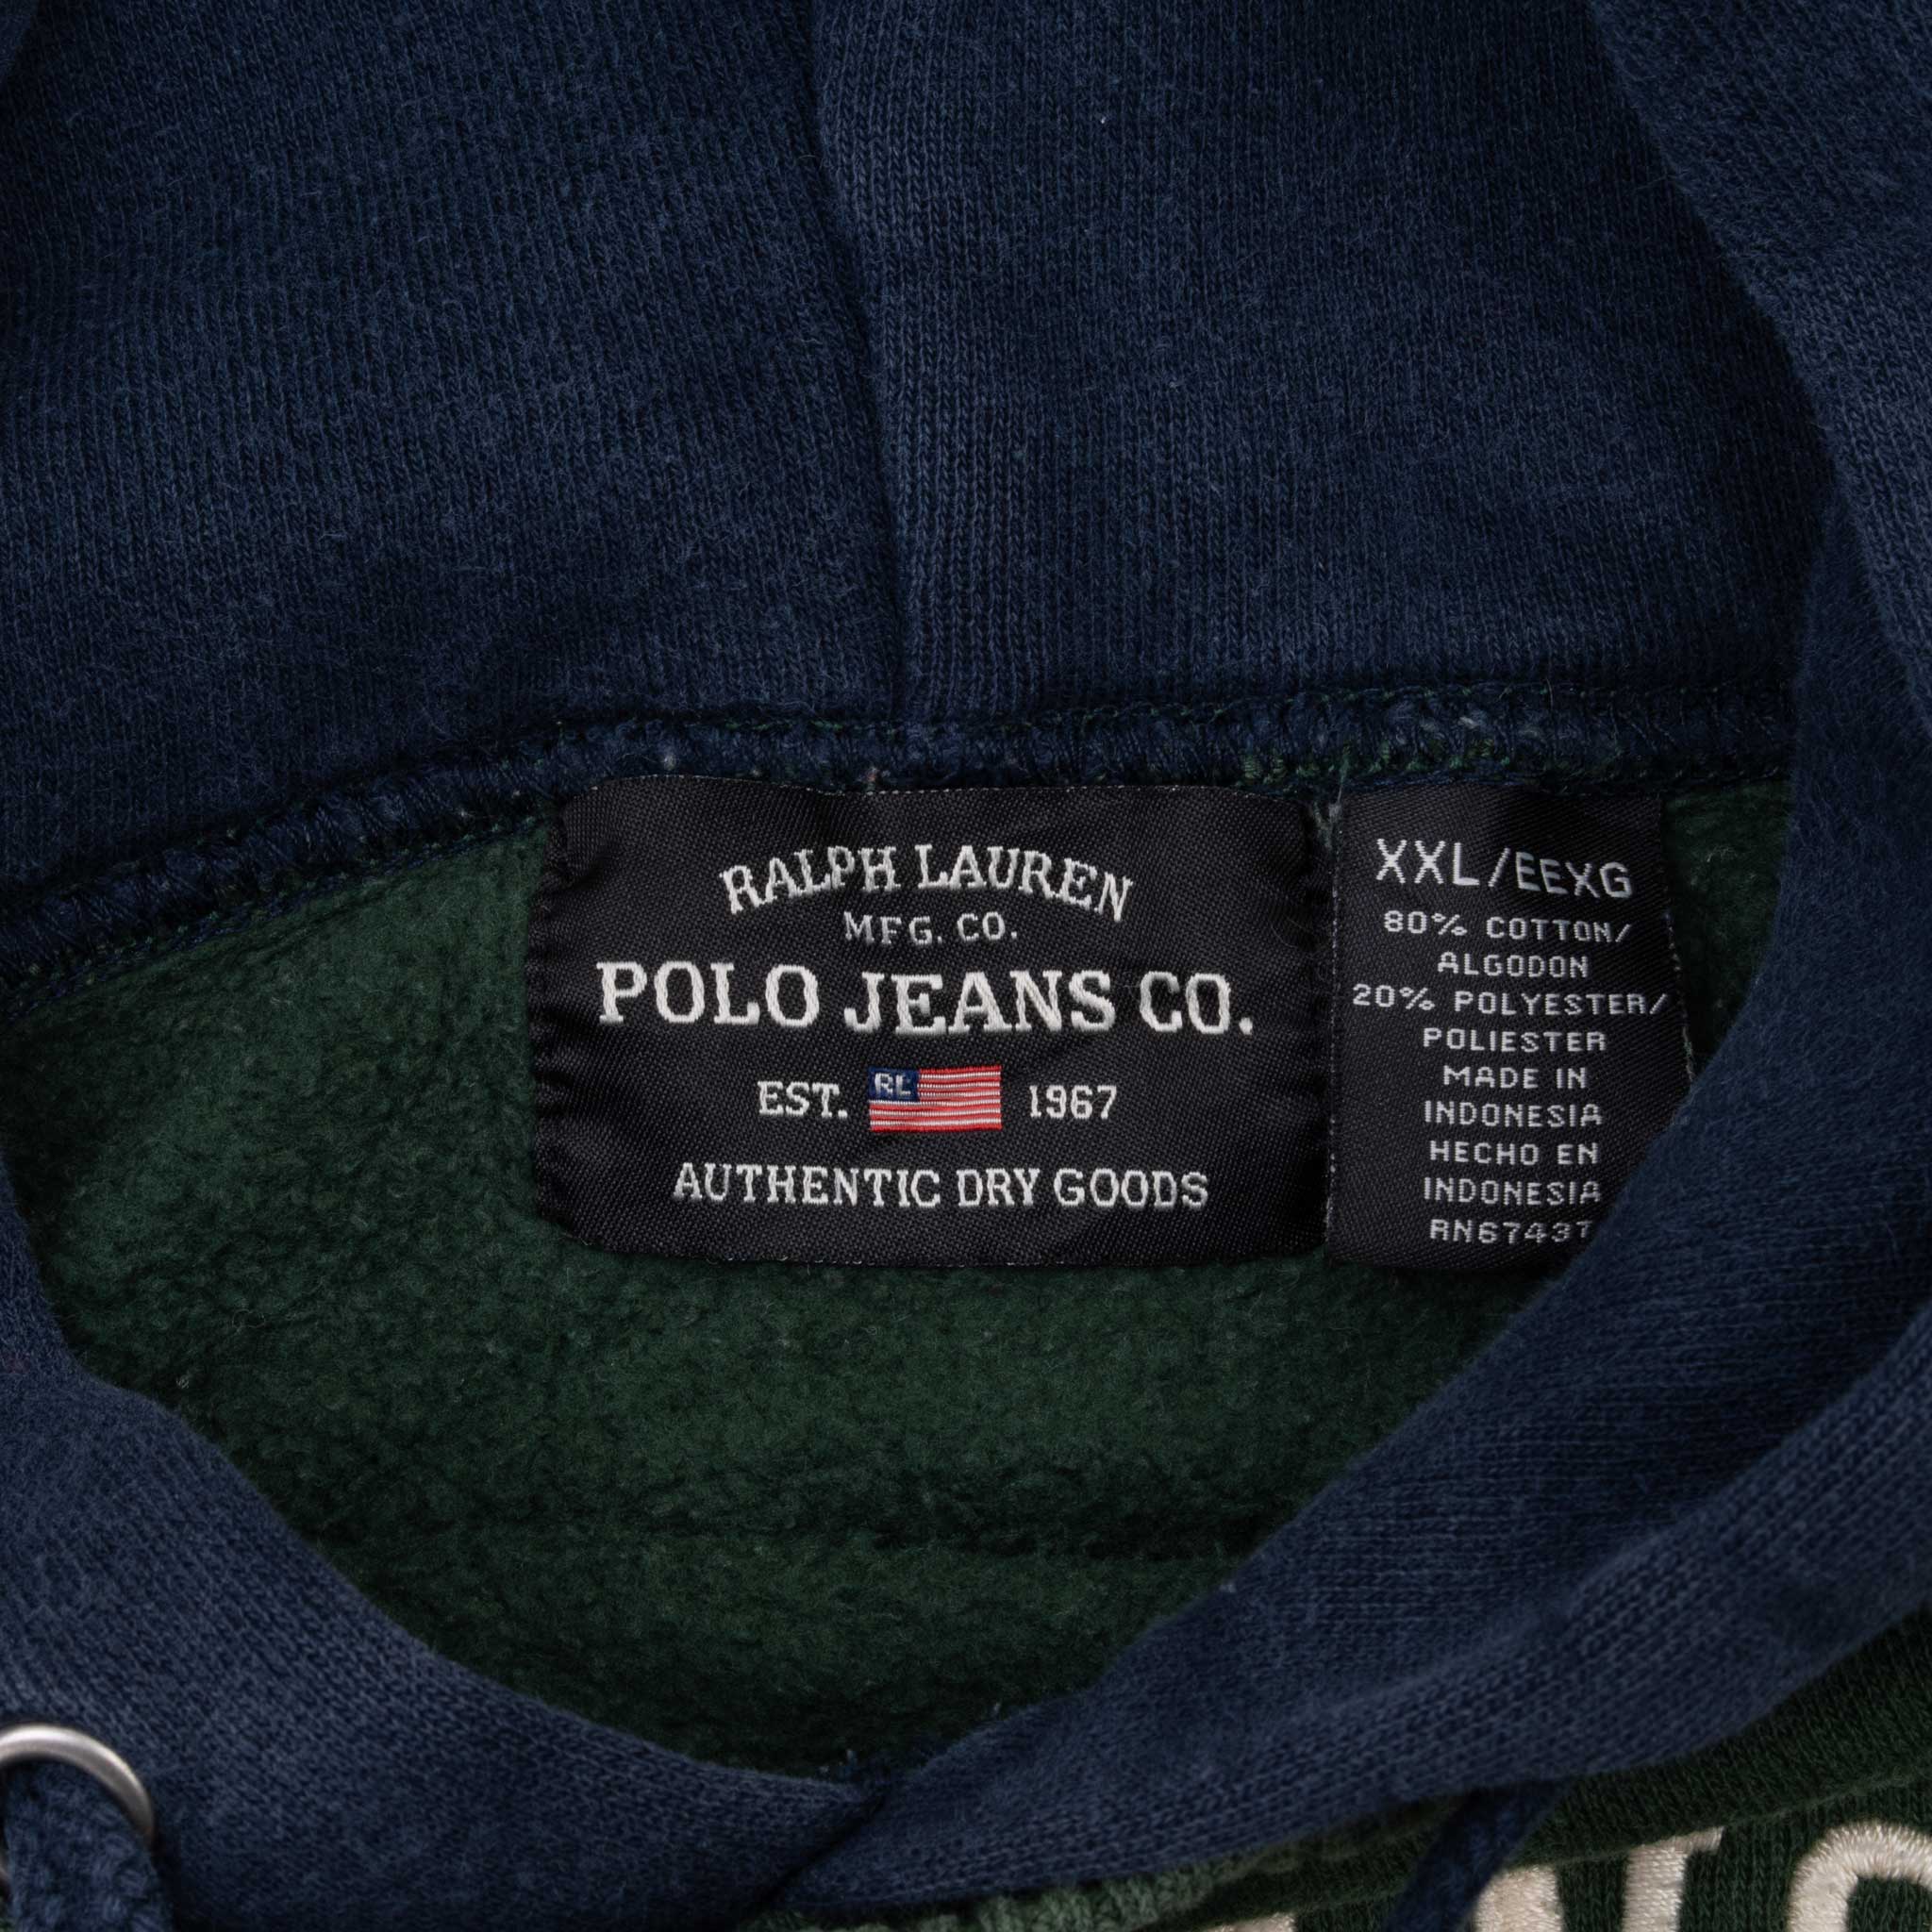 RALPH LAUREN
MFG. CO.
POLO JEANS CO.
EST. RL 1967
AUTHENTIC DRY GOODS
XXL/EEXG
80% COTTON/
ALGODON
20% POLYESTER/
POLIESTER
MADE IN
INDONESIA
HECHO EN
INDONESIA